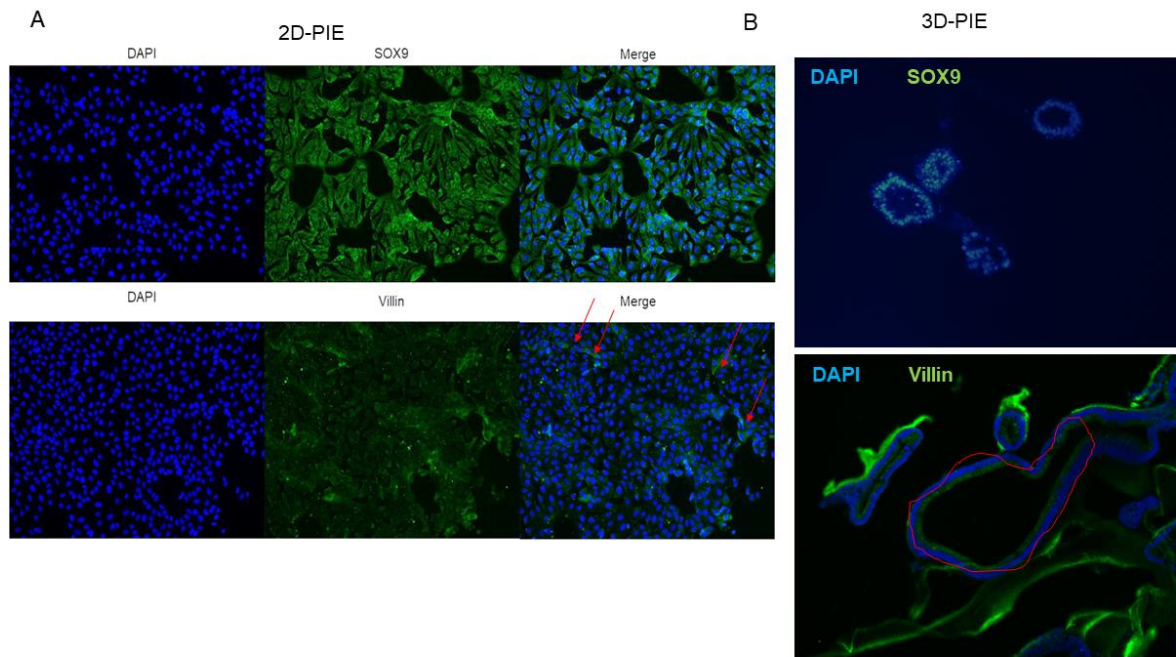 A
2D-PIE
DAPI SOX9 Merge
DAPI Villin Merge
B
3D-PIE
DAPI SOX9
DAPI Villin